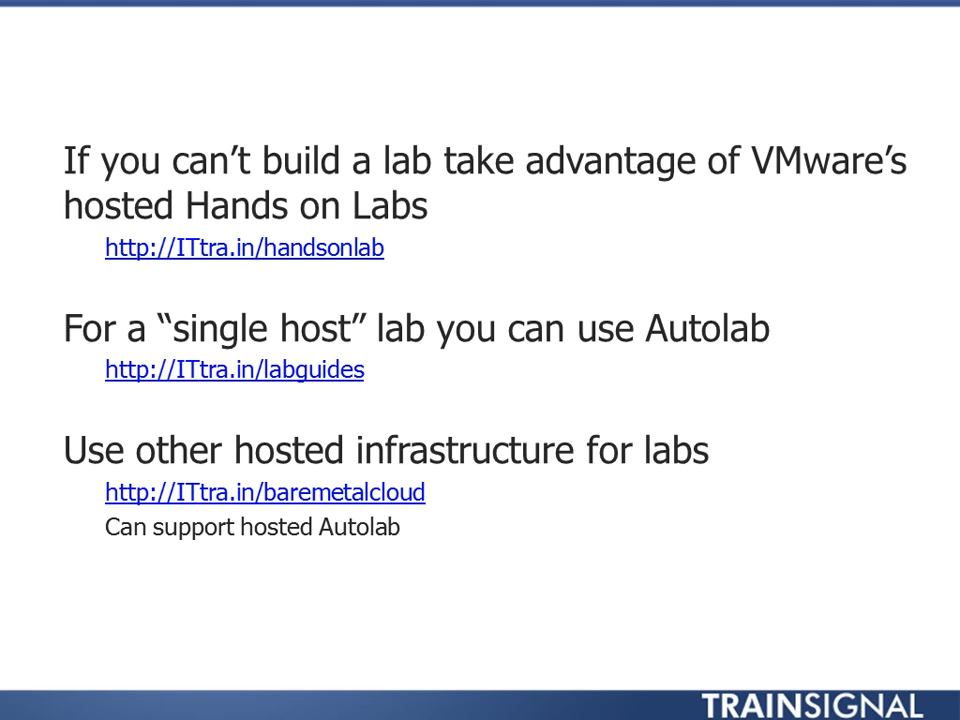 If you can’t build a lab take advantage of VMware’s
hosted Hands on Labs
http://ITtra.in/handsonlab
For a “single host” lab you can use Autolab
http://ITtra.in/labguides
Use other hosted infrastructure for labs
http://ITtra.in/baremetalcloud
Can support hosted Autolab
TRAINSIGNAL